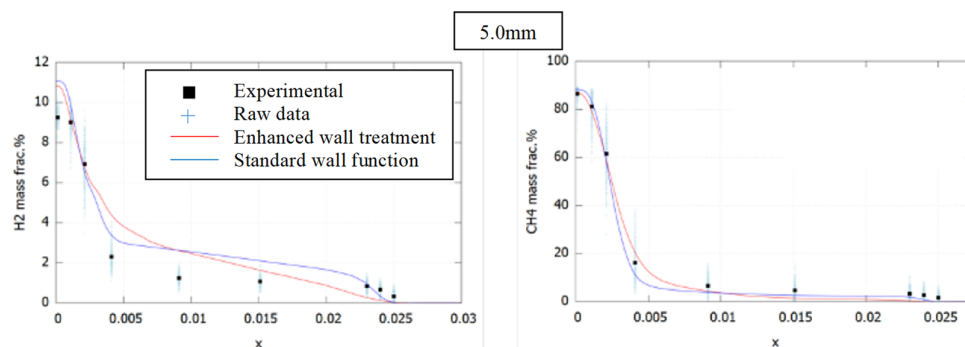 5.0mm
H2 mass frac.%
12
10
8
6
4
2
0
Experimental
Raw data
Enhanced wall treatment
Standard wall function
0 0.005 0.01 0.015 0.02 0.025 0.03
x
CH4 mass frac.%
100
80
60
40
20
0
0 0.005 0.01 0.015 0.02 0.025
x